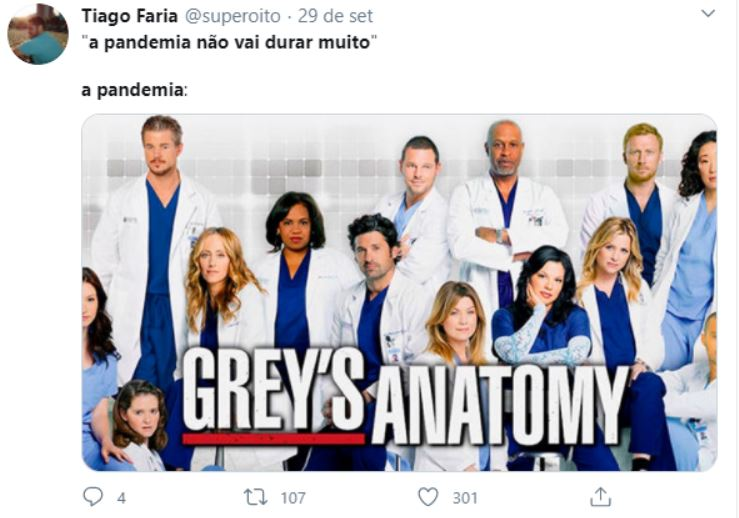 Tiago Faria @superoito · 29 de set
"a pandemia não vai durar muito"
a pandemia:
GREY'S ANATOMY
4 107 301